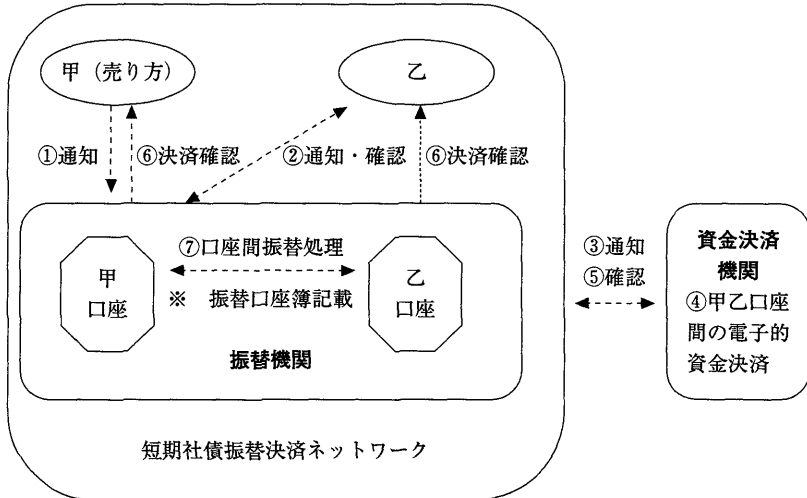 甲（売り方）
乙
①通知
⑥決済確認
②通知・確認
⑥決済確認
⑦口座間振替処理
※　振替口座簿記載
甲
口座
乙
口座
振替機関
③通知
⑤確認
資金決済
機関
④甲乙口座
間の電子的
資金決済
短期社債振替決済ネットワーク